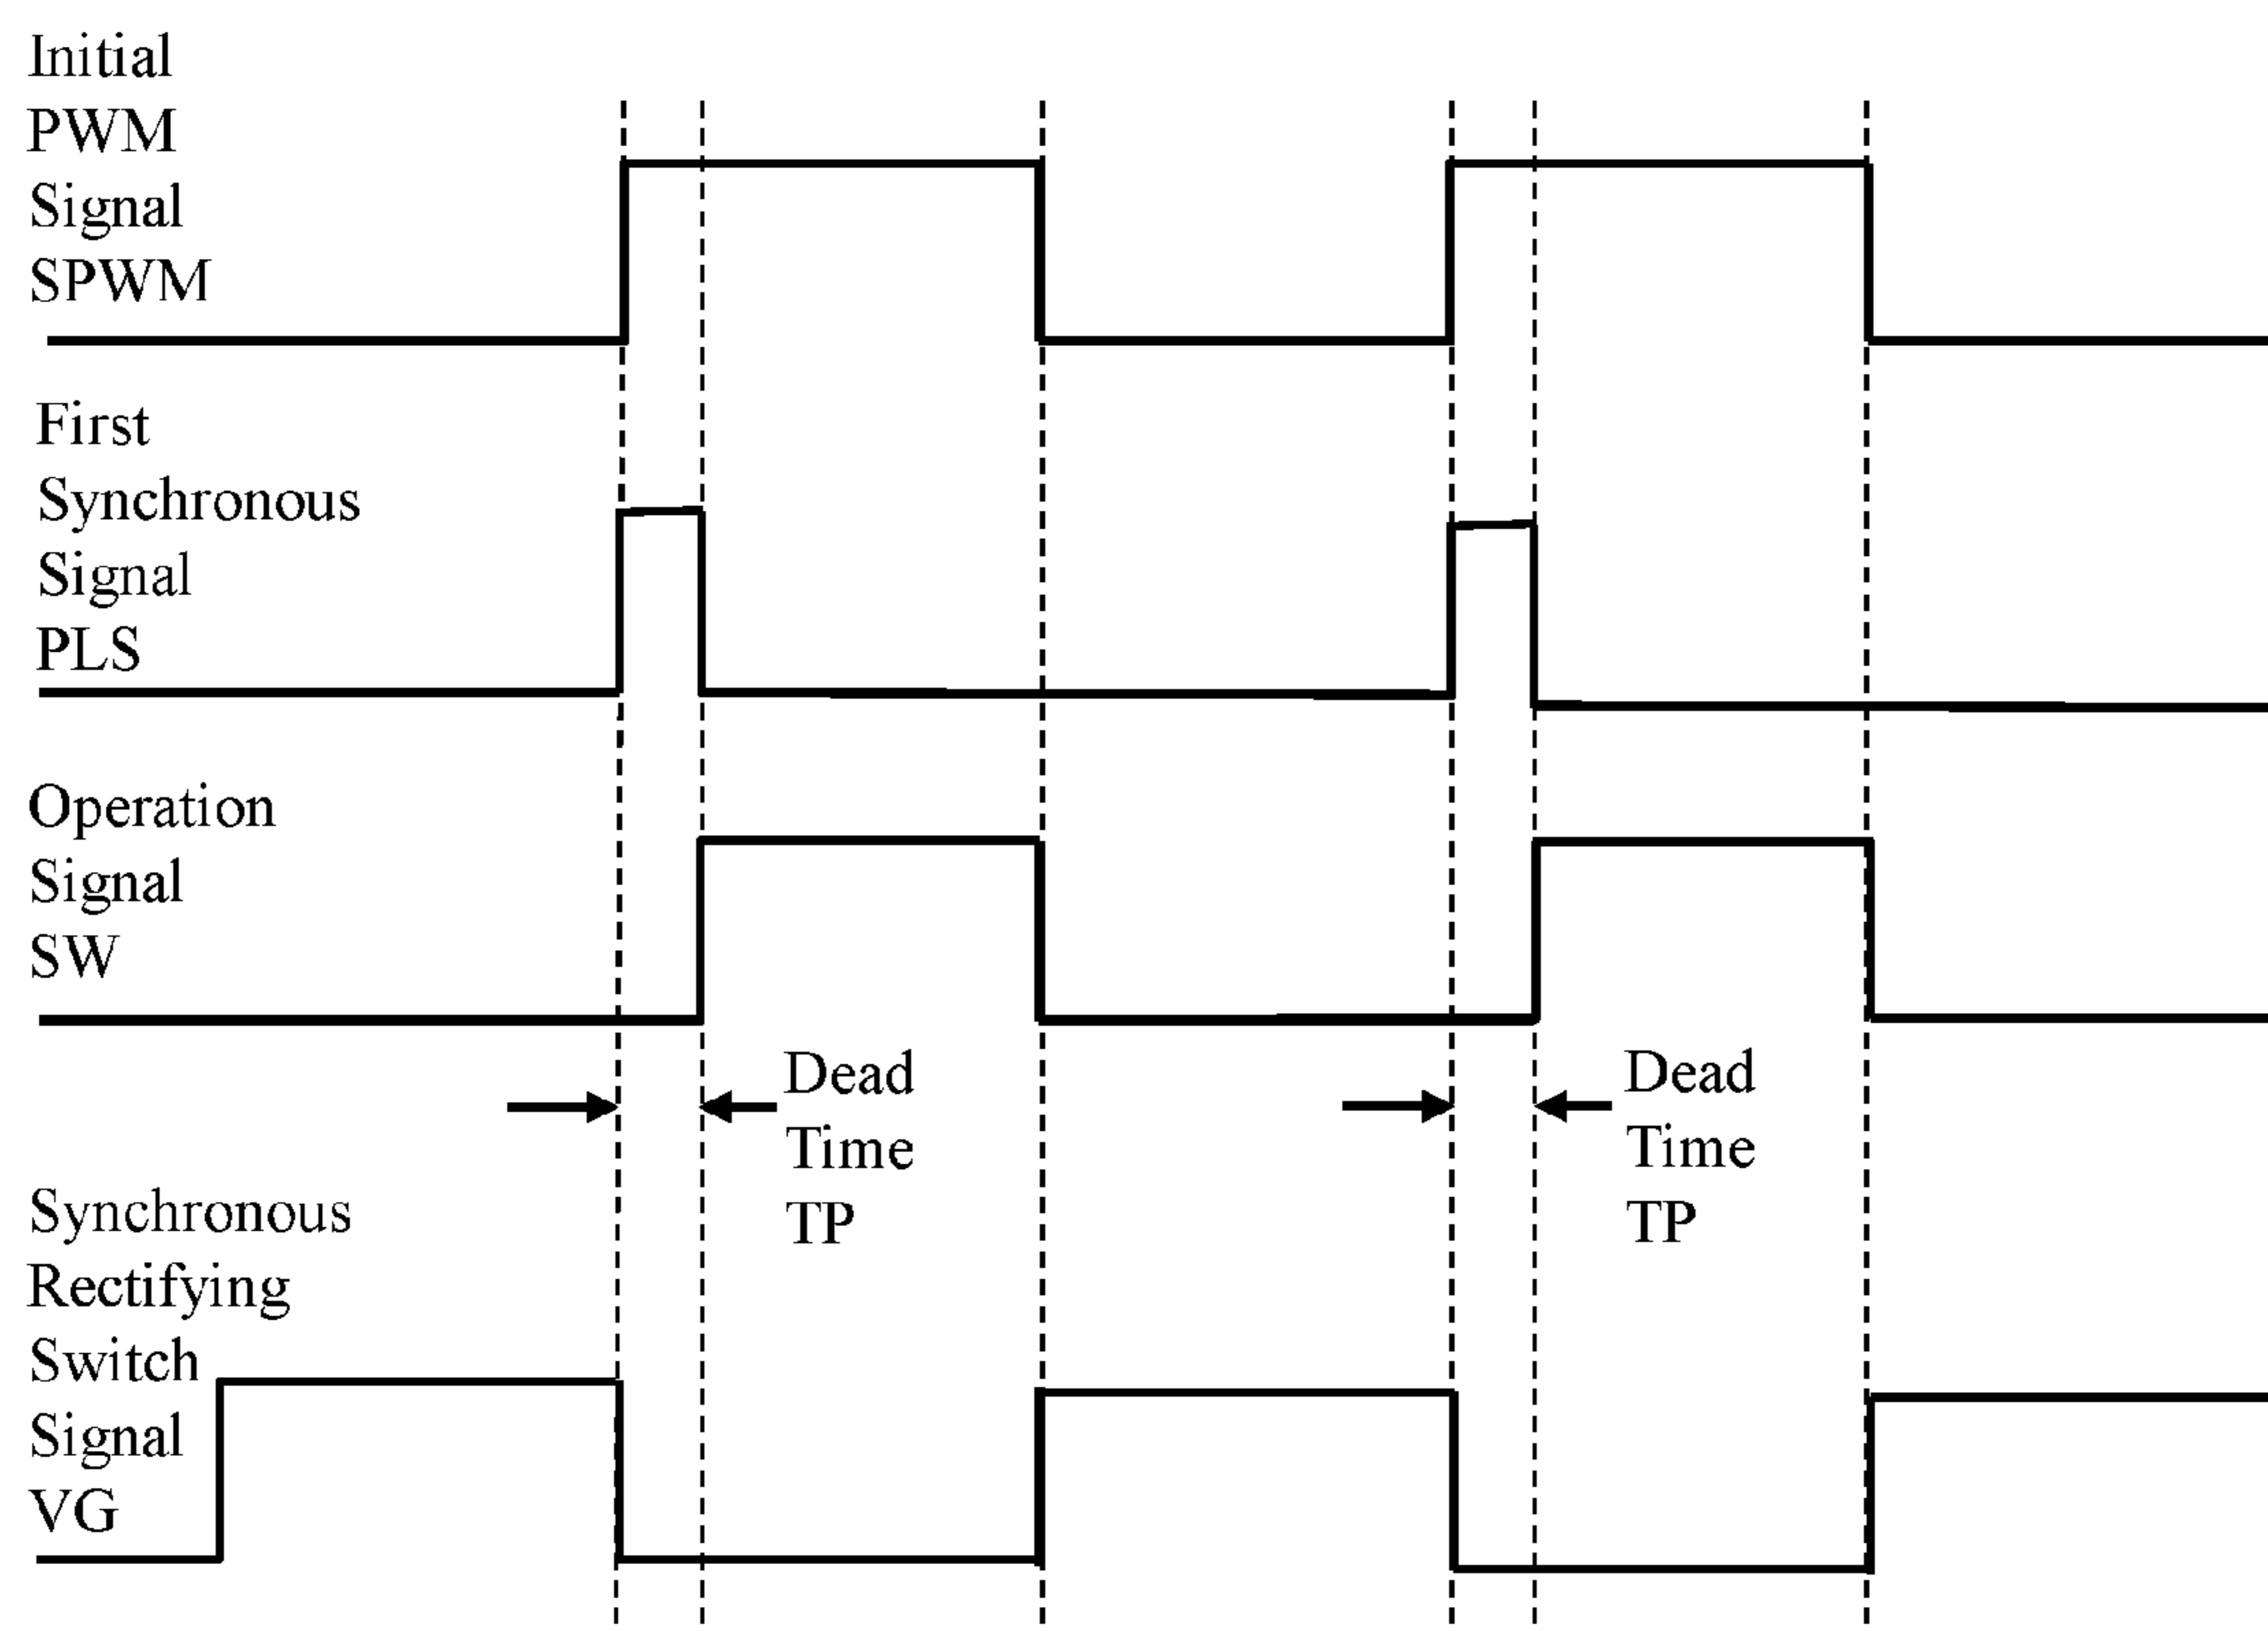 Initial
PWM
Signal
SPWM
First
Synchronous
Signal
PLS
Operation
Signal
SW
Dead
Time
TP
Dead
Time
TP
Synchronous
Rectifying
Switch
Signal
VG